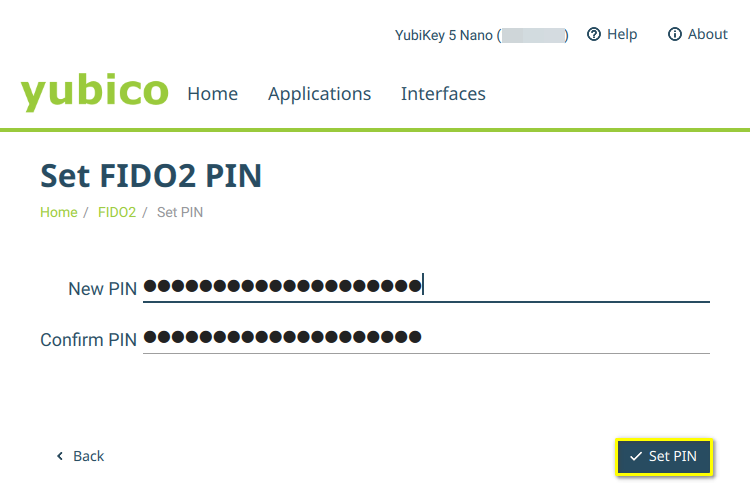 YubiKey 5 Nano ( ) Help About
yubico Home Applications Interfaces
Set FIDO2 PIN
Home / FIDO2 / Set PIN
New PIN ●●●●●●●●●●●●●●●●●●●●
Confirm PIN ●●●●●●●●●●●●●●●●●●●●
Back Set PIN